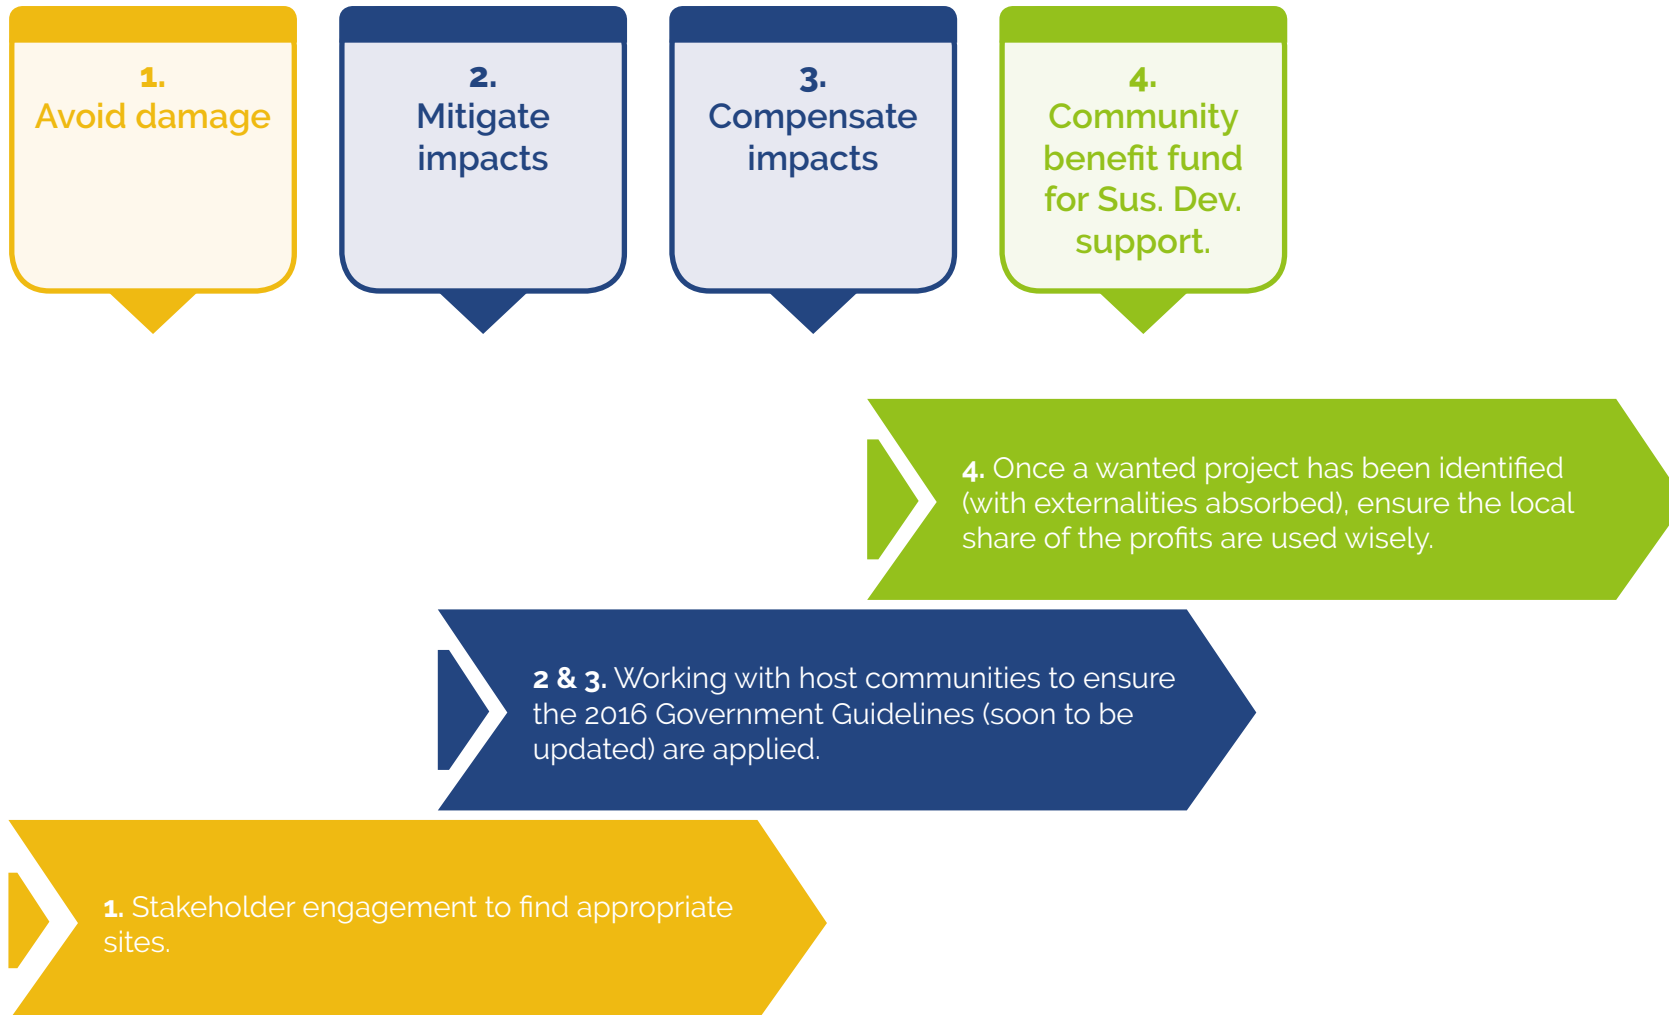 1.
Avoid damage
2.
Mitigate
impacts
3.
Compensate
impacts
4.
Community
benefit fund
for Sus. Dev.
support.
4. Once a wanted project has been identified
(with externalities absorbed), ensure the local
share of the profits are used wisely.
2 & 3. Working with host communities to ensure
the 2016 Government Guidelines (soon to be
updated) are applied.
1. Stakeholder engagement to find appropriate
sites.